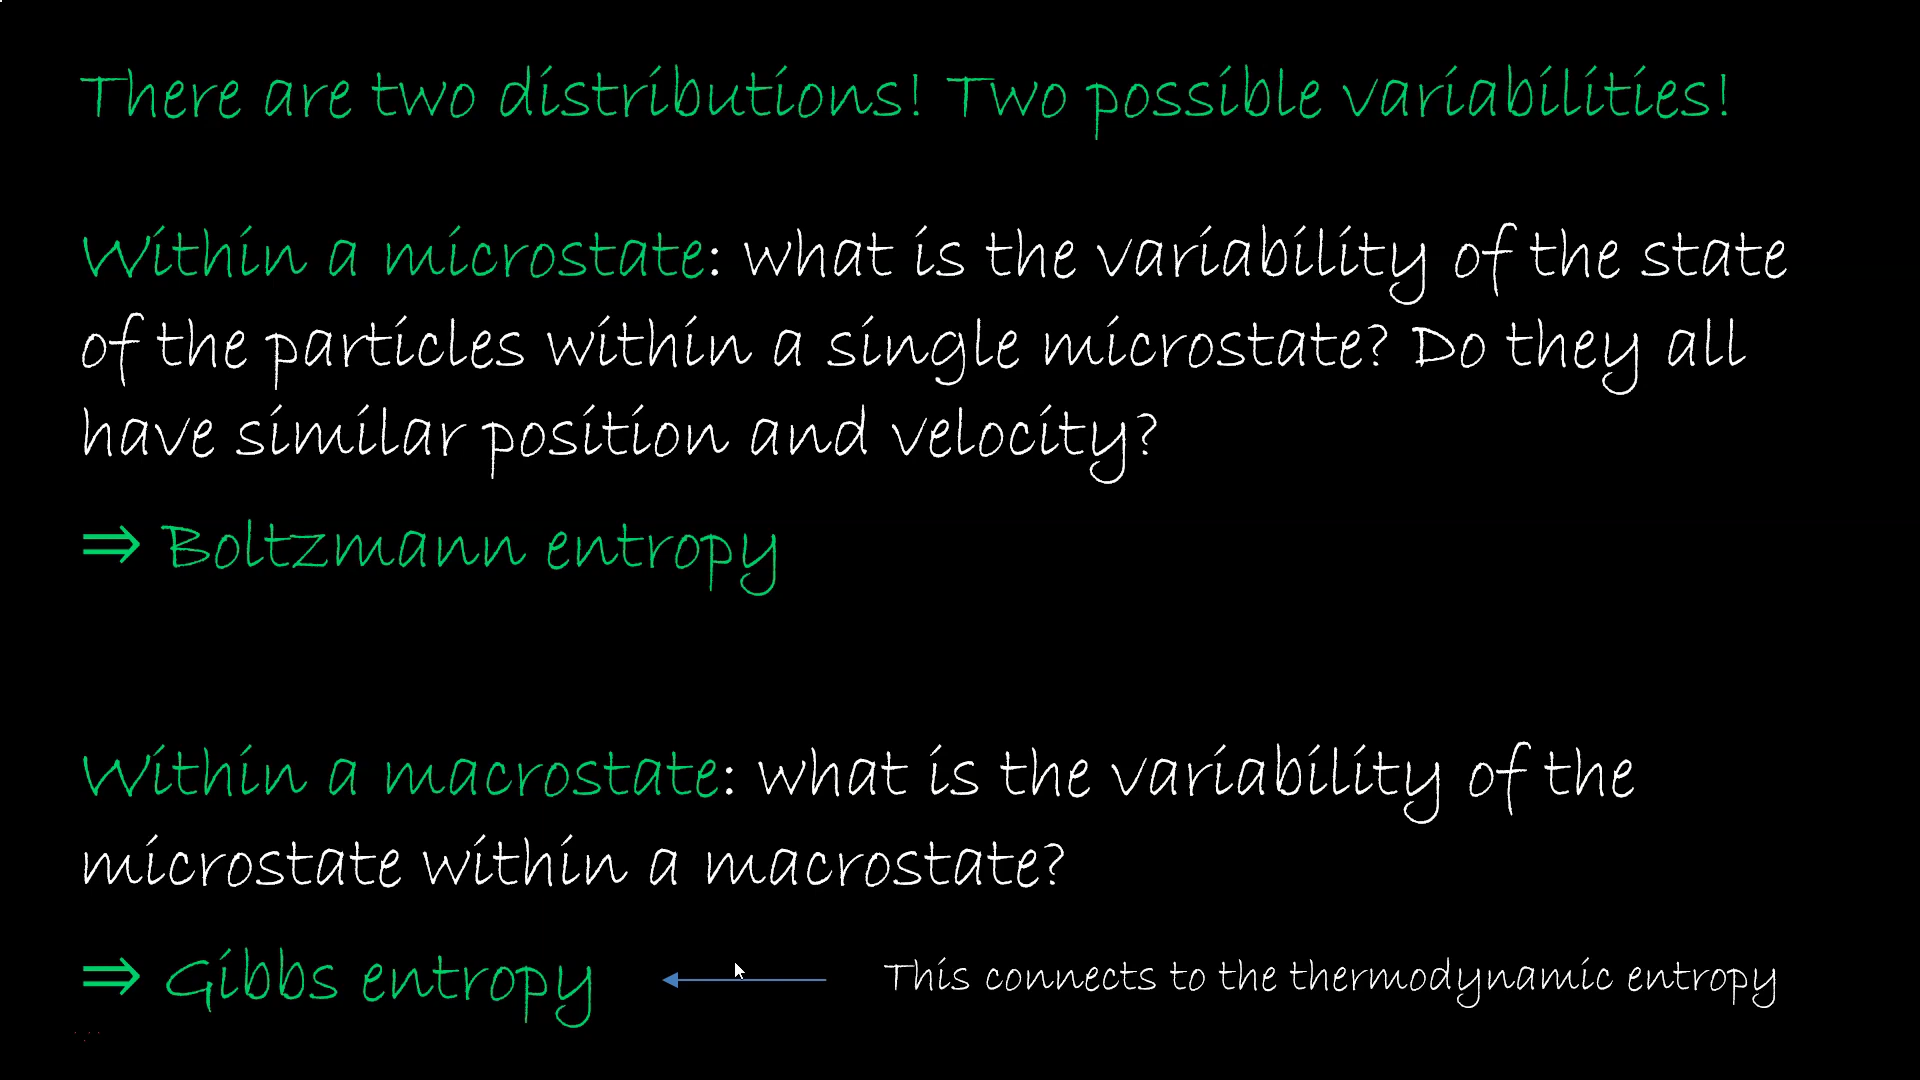 There are two distributions! Two possible variabilities!
Within a microstate: what is the variability of the state
of the particles within a single microstate? Do they all
have similar position and velocity?
⇒ Boltzmann entropy
Within a macrostate: what is the variability of the
microstate within a macrostate?
⇒ Gibbs entropy
This connects to the thermodynamic entropy